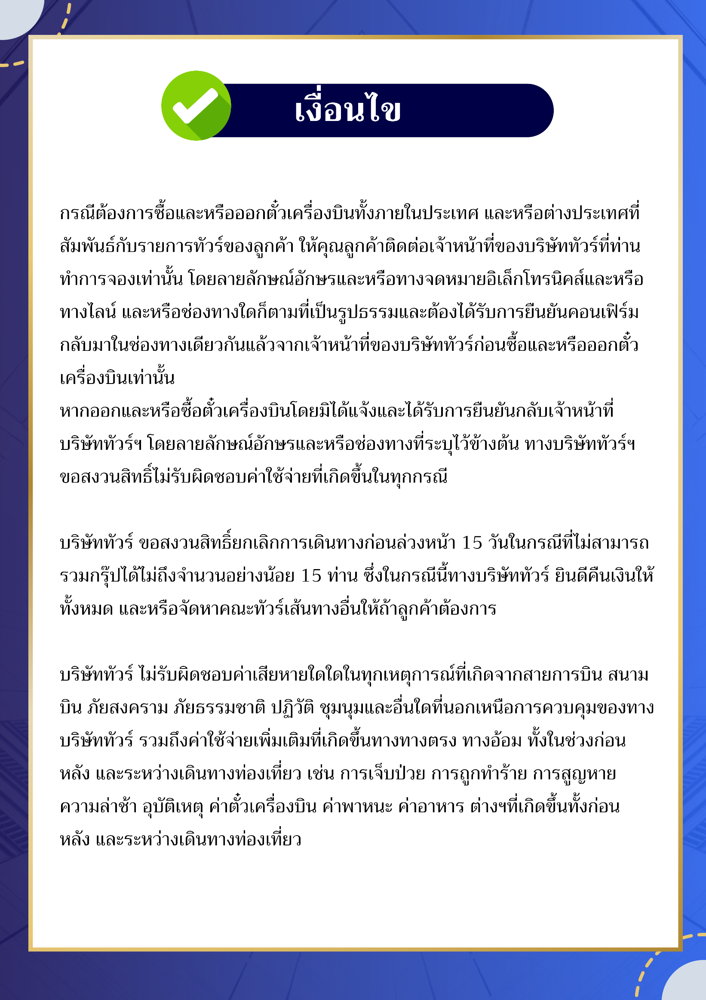 เงื่อนไข
กรณีต้องการซื้อและหรือออกตั๋วเครื่องบินทั้งภายในประเทศ และหรือต่างประเทศที่
สัมพันธ์กับรายการทัวร์ของลูกค้า ให้คุณลูกค้าติดต่อเจ้าหน้าที่ของบริษัททัวร์ที่ท่าน
ทำการจองเท่านั้น โดยลายลักษณ์อักษรและหรือทางจดหมายอิเล็กโทรนิคส์และหรือ
ทางไลน์ และหรือช่องทางใดก็ตามที่เป็นรูปธรรมและต้องได้รับการยืนยันคอนเฟิร์ม
กลับมาในช่องทางเดียวกันแล้วจากเจ้าหน้าที่ของบริษัททัวร์ก่อนซื้อและหรือออกตั๋ว
เครื่องบินเท่านั้น
หากออกและหรือซื้อตั๋วเครื่องบินโดยมิได้แจ้งและได้รับการยืนยันกลับเจ้าหน้าที่
บริษัททัวร์ฯ โดยลายลักษณ์อักษรและหรือช่องทางที่ระบุไว้ข้างต้น ทางบริษัททัวร์ฯ
ขอสงวนสิทธิ์ไม่รับผิดชอบค่าใช้จ่ายที่เกิดขึ้นในทุกกรณี
บริษัททัวร์ ขอสงวนสิทธิ์ยกเลิกการเดินทางก่อนล่วงหน้า 15 วันในกรณีที่ไม่สามารถ
รวมกรุ๊ปได้ไม่ถึงจำนวนอย่างน้อย 15 ท่าน ซึ่งในกรณีนี้ทางบริษัททัวร์ ยินดีคืนเงินให้
ทั้งหมด และหรือจัดหาคณะทัวร์เส้นทางอื่นให้ถ้าลูกค้าต้องการ
บริษัททัวร์ ไม่รับผิดชอบค่าเสียหายใดใดในทุกเหตุการณ์ที่เกิดจากสายการบิน สนาม
บิน ภัยสงคราม ภัยธรรมชาติ ปฏิวัติ ชุมนุมและอื่นใดที่นอกเหนือการควบคุมของทาง
บริษัททัวร์ รวมถึงค่าใช้จ่ายเพิ่มเติมที่เกิดขึ้นทางทางตรง ทางอ้อม ทั้งในช่วงก่อน
หลัง และระหว่างเดินทางท่องเที่ยว เช่น การเจ็บป่วย การถูกทำร้าย การสูญหาย
ความล่าช้า อุบัติเหตุ ค่าตั๋วเครื่องบิน ค่าพาหนะ ค่าอาหาร ต่างฯที่เกิดขึ้นทั้งก่อน
หลัง และระหว่างเดินทางท่องเที่ยว